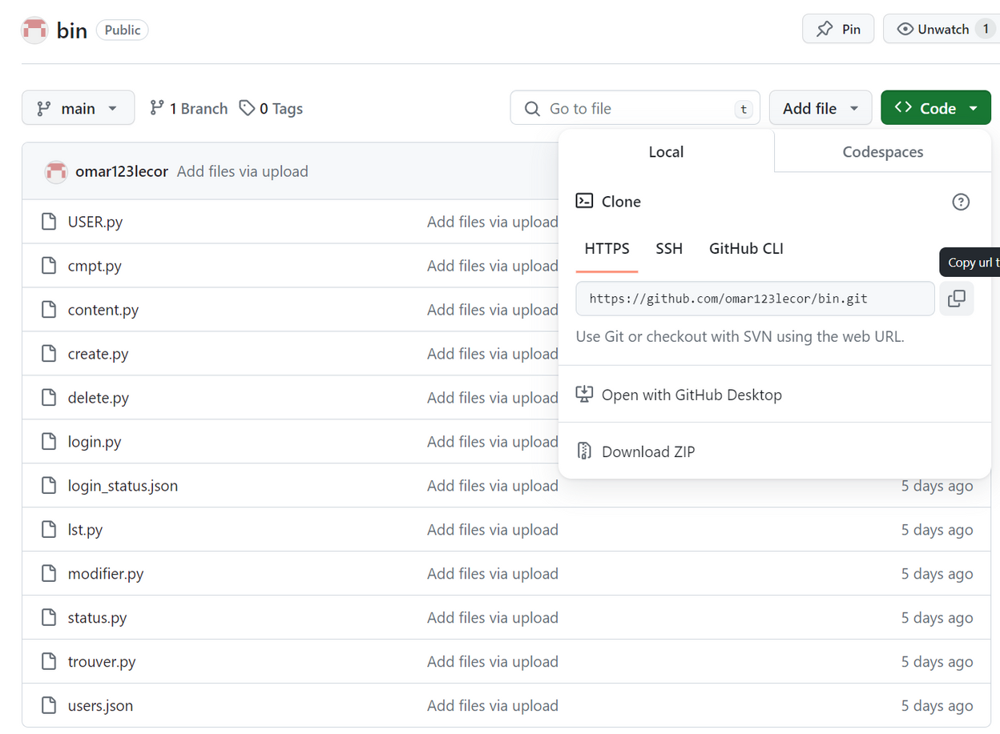 bin Public Pin Unwatch 1
main 1 Branch 0 Tags Go to file t Add file Code
Local Codespaces
omar123lecor Add files via upload
Clone
USER.py Add files via upload
HTTPS SSH GitHub CLI
Copy url t
cmpt.py Add files via upload
https://github.com/omar123lecor/bin.git
content.py Add files via upload
Use Git or checkout with SVN using the web URL.
create.py Add files via upload
delete.py Add files via upload
Open with GitHub Desktop
login.py Add files via upload
Download ZIP
login_status.json Add files via upload 5 days ago
lst.py Add files via upload 5 days ago
modifier.py Add files via upload 5 days ago
status.py Add files via upload 5 days ago
trouver.py Add files via upload 5 days ago
users.json Add files via upload 5 days ago